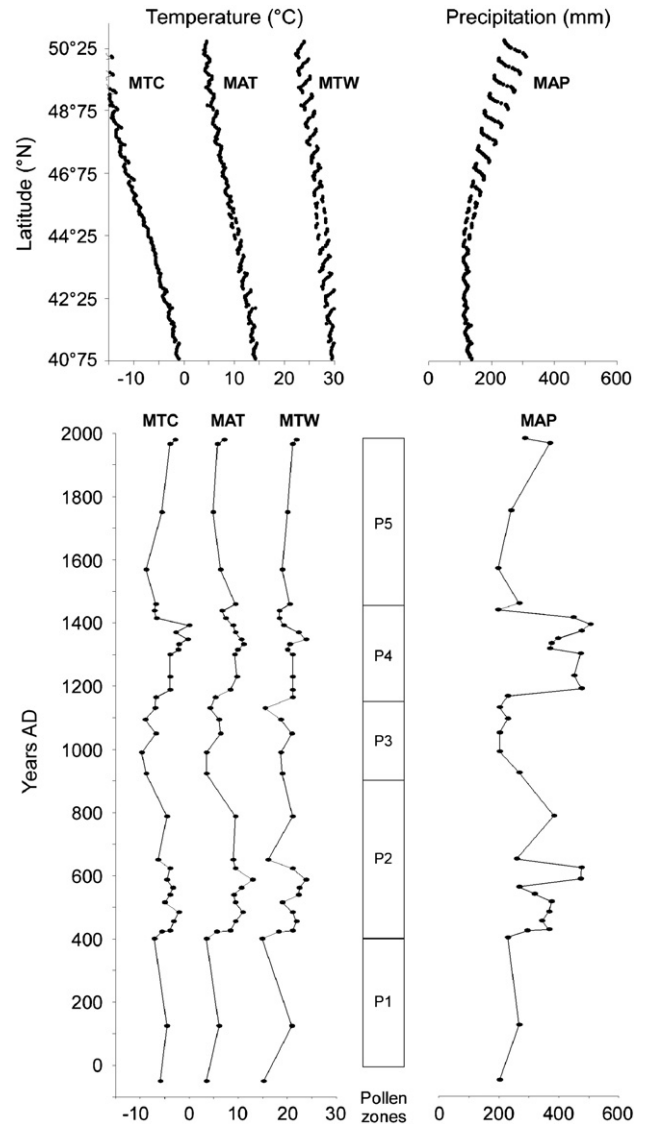 Temperature (°C) Precipitation (mm)
50°25
48°75
46°75
44°25
42°25
40°75
Latitude (°N)
MTC MAT MTW MAP
-10 0 10 20 30
0 200 400 600
MTC MAT MTW MAP
2000
1800
1600
1400
1200
1000
800
600
400
200
0
Years AD
P5
P4
P3
P2
P1
-10 0 10 20 30
Pollen
zones
0 200 400 600